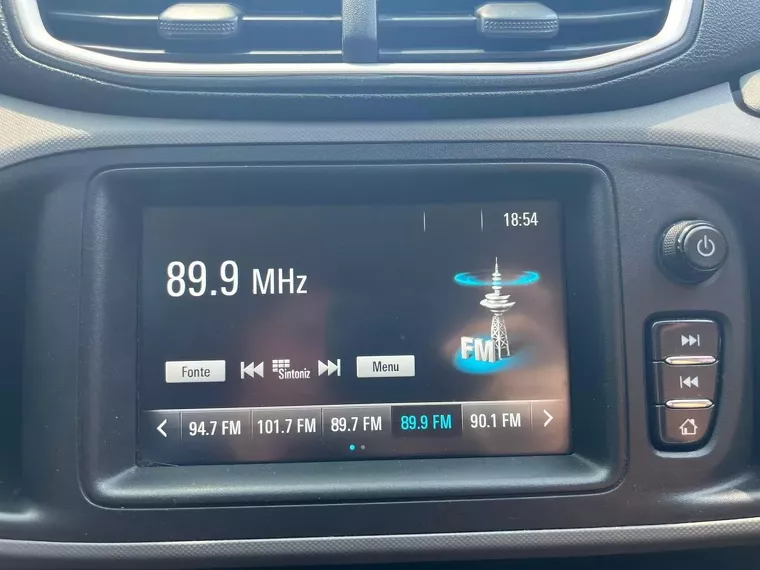 18:54
89.9 MHz
FM
Fonte Sintoniz Menu
94.7 FM 101.7 FM 89.7 FM 89.9 FM 90.1 FM